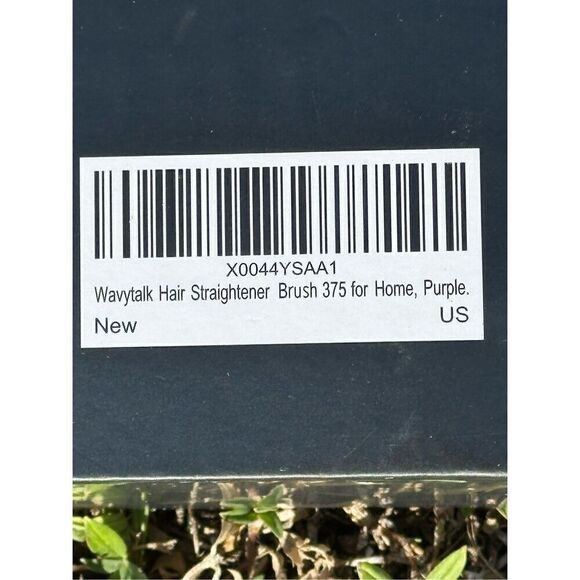 X0044YSAA1
Wavytalk Hair Straightener Brush 375 for Home, Purple.
New US